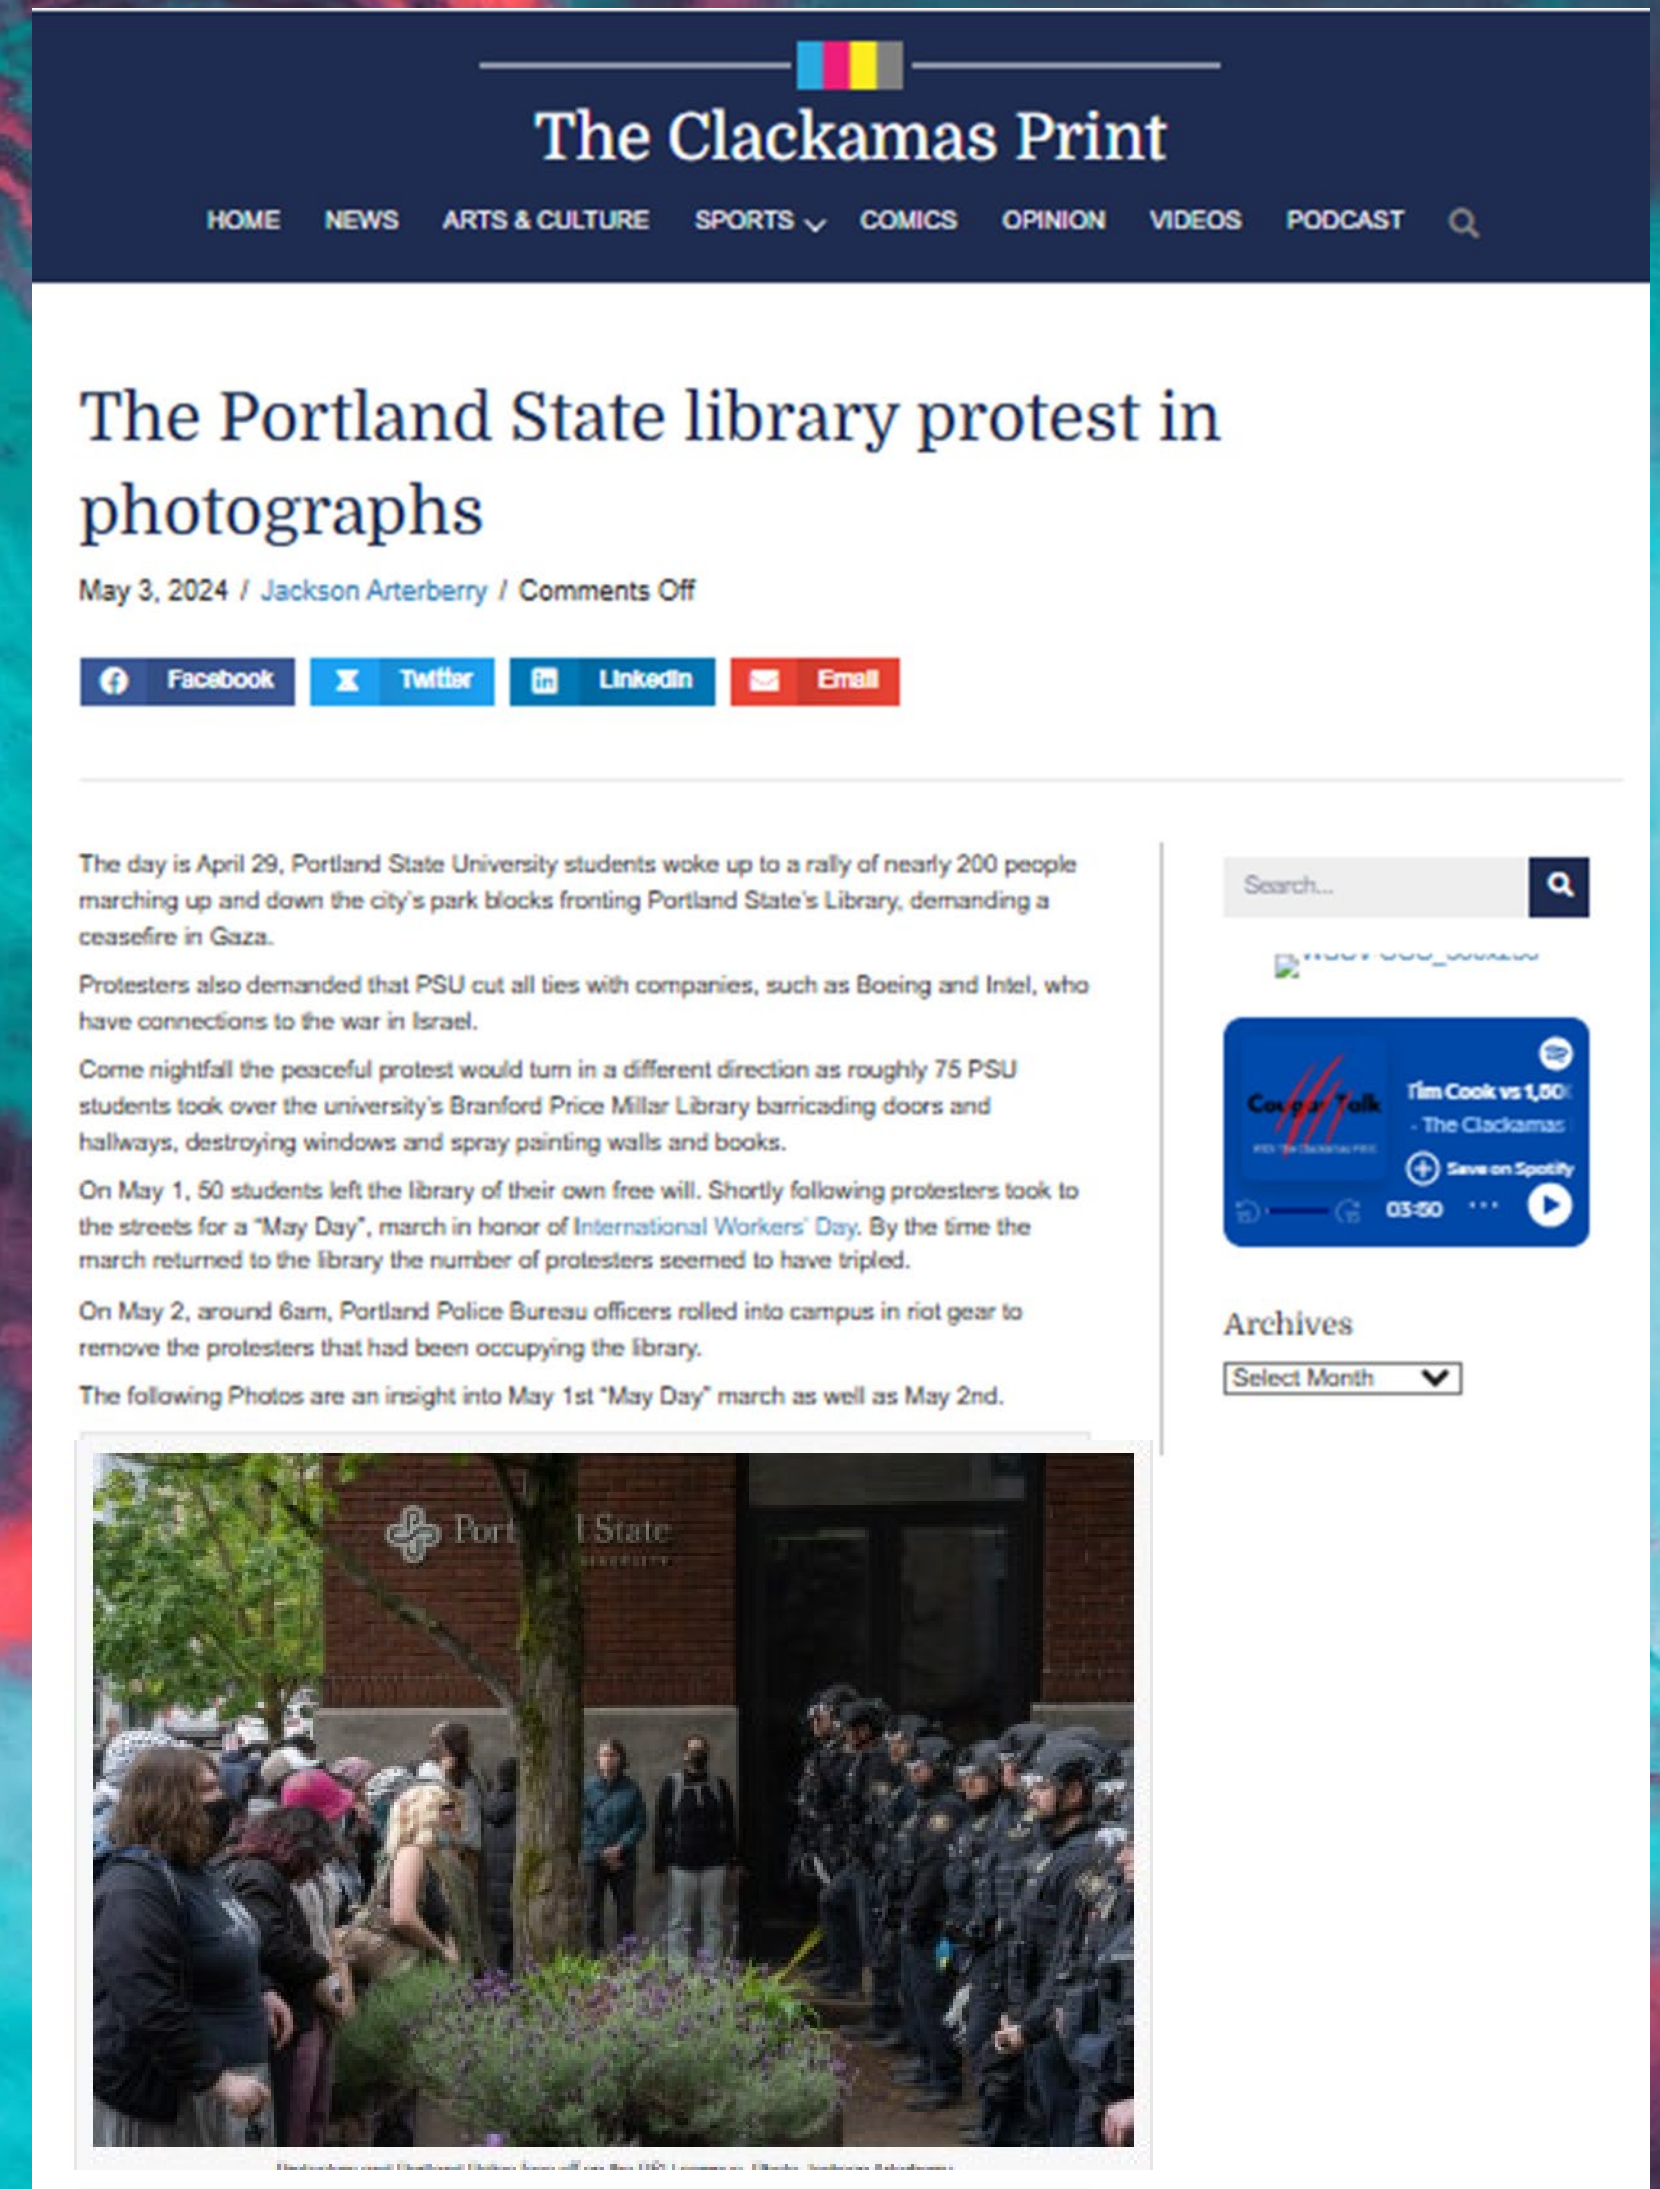 The Clackamas Print
HOME NEWS ARTS & CULTURE SPORTS COMICS OPINION VIDEOS PODCAST
The Portland State library protest in
photographs
May 3, 2024 / Jackson Arterberry / Comments Off
Facebook Twitter LinkedIn Email
The day is April 29, Portland State University students woke up to a rally of nearly 200 people
marching up and down the city's park blocks fronting Portland State's Library, demanding a
ceasefire in Gaza.
Protesters also demanded that PSU cut all ties with companies, such as Boeing and Intel, who
have connections to the war in Israel.
Come nightfall the peaceful protest would turn in a different direction as roughly 75 PSU
students took over the university's Branford Price Millar Library barricading doors and
hallways, destroying windows and spray painting walls and books.
On May 1, 50 students left the library of their own free will. Shortly following protesters took to
the streets for a "May Day", march in honor of International Workers' Day. By the time the
march returned to the library the number of protesters seemed to have tripled.
On May 2, around 6am, Portland Police Bureau officers rolled into campus in riot gear to
remove the protesters that had been occupying the library.
The following Photos are an insight into May 1st "May Day" march as well as May 2nd.
Search...
Cougar Talk
Tim Cook vs 1,50
- The Clackamas
Save on Spotify
03:50
Archives
Select Month
Port State